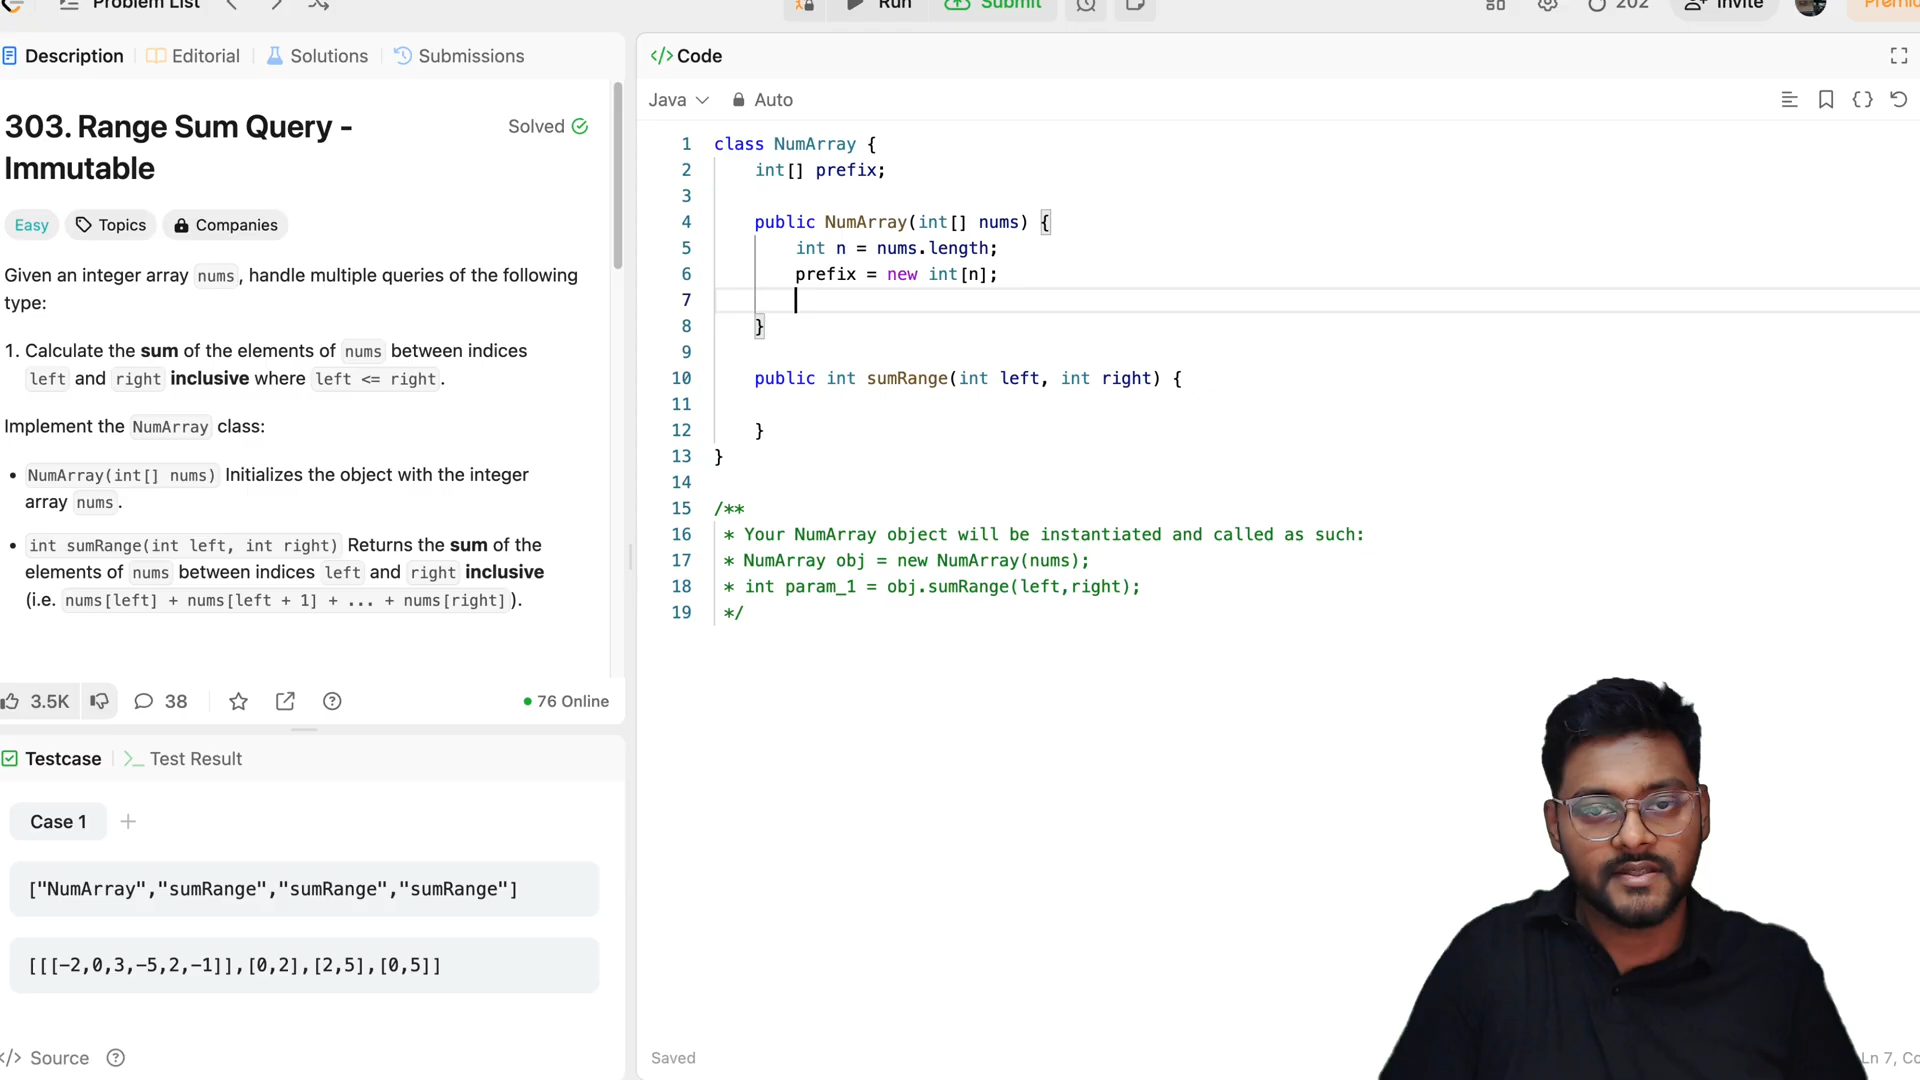 Problem List
Run
Submit
202
Invite
Premiu
Description
Editorial
Solutions
Submissions
Code
Java
Auto
303. Range Sum Query -
Immutable
Solved
Easy
Topics
Companies
Given an integer array nums, handle multiple queries of the following
type:
1. Calculate the sum of the elements of nums between indices
left and right inclusive where left <= right.
Implement the NumArray class:
• NumArray(int[] nums) Initializes the object with the integer
array nums.
• int sumRange(int left, int right) Returns the sum of the
elements of nums between indices left and right inclusive
(i.e. nums[left] + nums[left + 1] + ... + nums[right]).
3.5K
38
76 Online
Testcase
Test Result
Case 1
["NumArray","sumRange","sumRange","sumRange"]
[[[-2,0,3,-5,2,-1]],[0,2],[2,5],[0,5]]
</> Source
1 class NumArray {
2 int[] prefix;
3
4 public NumArray(int[] nums) {
5 int n = nums.length;
6 prefix = new int[n];
7
8 }
9
10 public int sumRange(int left, int right) {
11
12 }
13 }
14
15 /**
16 * Your NumArray object will be instantiated and called as such:
17 * NumArray obj = new NumArray(nums);
18 * int param_1 = obj.sumRange(left,right);
19 */
Saved
Ln 7, Co